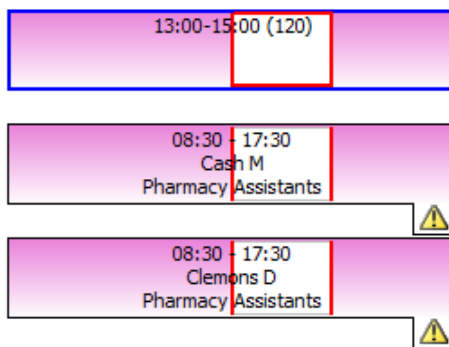 13:00-15:00 (120)
08:30 - 17:30
Cash M
Pharmacy Assistants
08:30 - 17:30
Clemons D
Pharmacy Assistants